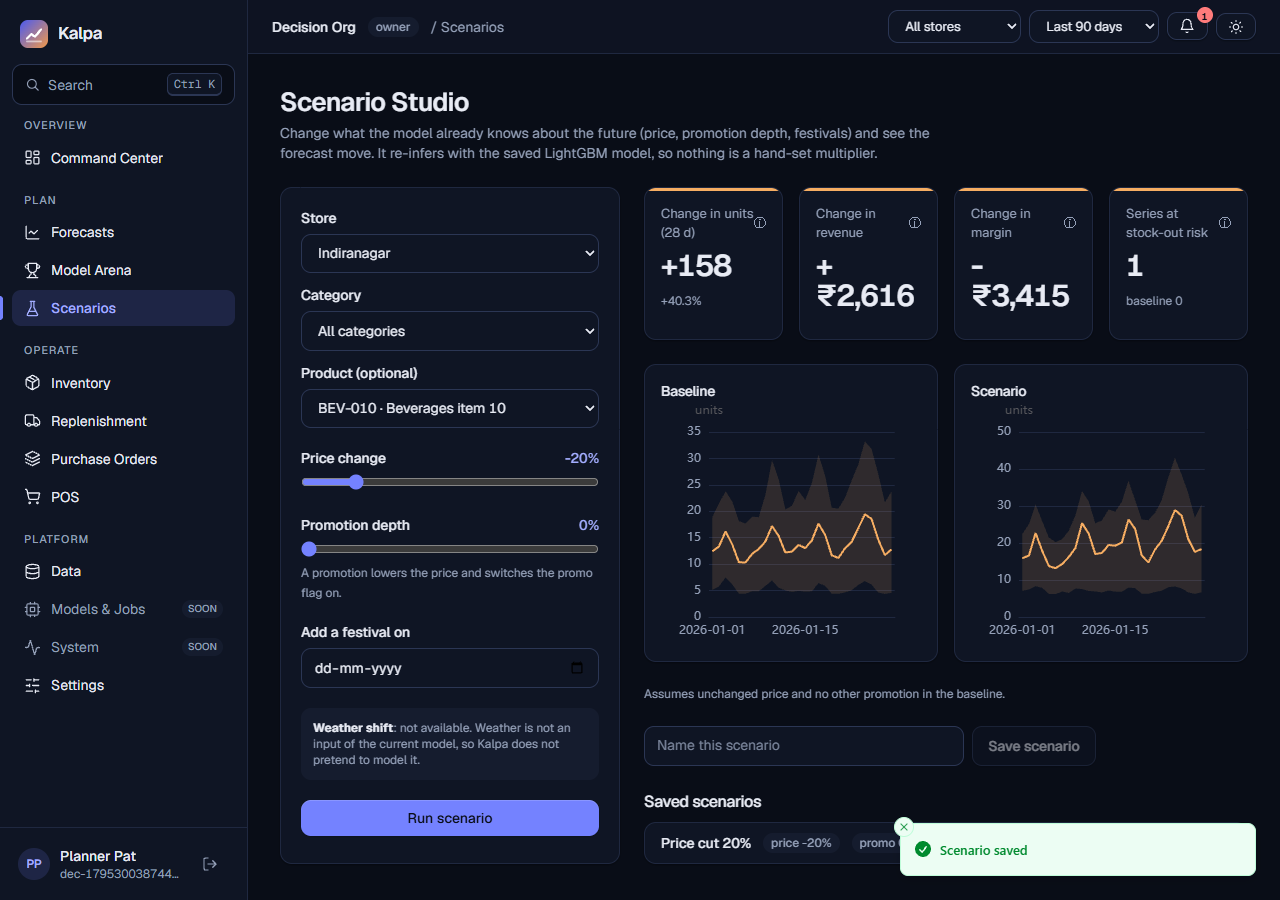 Kalpa
Search
Ctrl K
OVERVIEW
Command Center
PLAN
Forecasts
Model Arena
Scenarios
OPERATE
Inventory
Replenishment
Purchase Orders
POS
PLATFORM
Data
Models & Jobs
SOON
System
SOON
Settings
PP
Planner Pat
dec-179530038744…
Decision Org
owner
/ Scenarios
All stores
Last 90 days
1
Scenario Studio
Change what the model already knows about the future (price, promotion depth, festivals) and see the
forecast move. It re-infers with the saved LightGBM model, so nothing is a hand-set multiplier.
Store
Indiranagar
Category
All categories
Product (optional)
BEV-010 · Beverages item 10
Price change
-20%
Promotion depth
0%
A promotion lowers the price and switches the promo
flag on.
Add a festival on
dd-mm-yyyy
Weather shift: not available. Weather is not an
input of the current model, so Kalpa does not
pretend to model it.
Run scenario
Change in units
(28 d)
+158
+40.3%
Change in
revenue
+
₹2,616
Change in
margin
-
₹3,415
Series at
stock-out risk
1
baseline 0
Baseline
units
35
30
25
20
15
10
5
0
2026-01-01
2026-01-15
Scenario
units
50
40
30
20
10
0
2026-01-01
2026-01-15
Assumes unchanged price and no other promotion in the baseline.
Name this scenario
Save scenario
Saved scenarios
Price cut 20%
price -20%
promo
Scenario saved